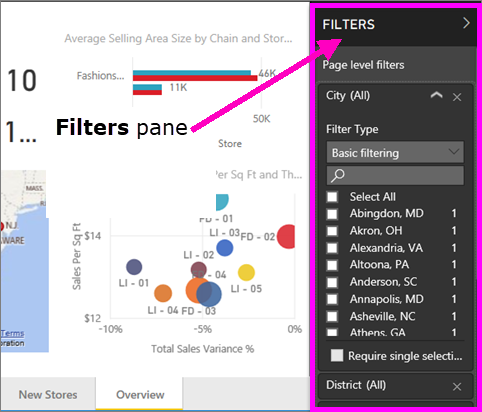 Average Selling Area Size by Chain and Stor...
10
Fashions...
46K
11K
1...
50K
Store
Filters pane
Per Sq Ft and Th...
MASS.
N.J.
AWARE
Terms
oration
Sales Per Sq Ft
$14
$12
FD - 01
LI - 03
FD - 02
LI - 02
FD - 04
LI - 01
LI - 05
LI - 04
FD - 03
-10%
-5%
0%
Total Sales Variance %
New Stores
Overview
FILTERS
Page level filters
City (All)
Filter Type
Basic filtering
Select All
Abingdon, MD 1
Akron, OH 1
Alexandria, VA 1
Altoona, PA 1
Anderson, SC 1
Annapolis, MD 1
Asheville, NC 1
Athens, GA 1
Require single selecti...
District (All)